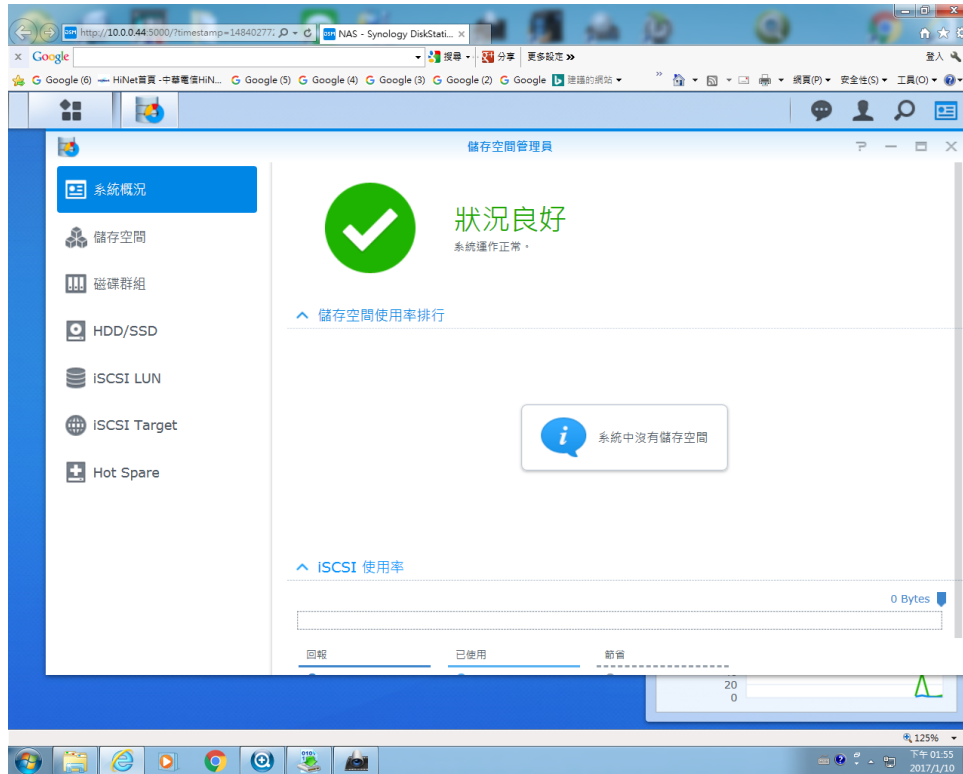 http://10.0.0.44:5000/?timestamp=14840277
NAS - Synology DiskStati...
Google
搜尋
分享
更多設定 »
登入
Google (6)
HiNet首頁 -中華電信HiN...
Google (5)
Google (4)
Google (3)
Google (2)
Google
建議的網站
»
網頁(P)
安全性(S)
工具(O)
儲存空間管理員
系統概況
儲存空間
磁碟群組
HDD/SSD
iSCSI LUN
iSCSI Target
Hot Spare
狀況良好
系統運作正常。
儲存空間使用率排行
系統中沒有儲存空間
iSCSI 使用率
0 Bytes
回報
已使用
節省
20
0
125%
下午 01:55
2017/1/10